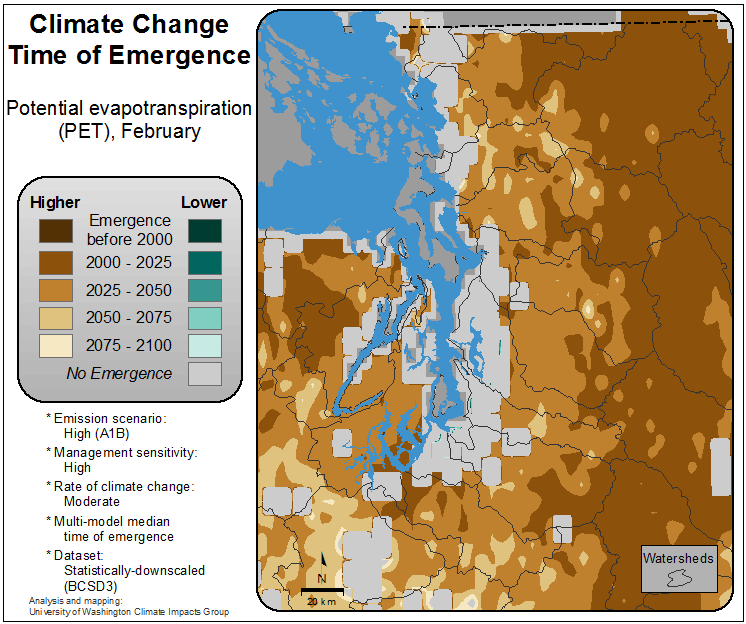 Climate Change
Time of Emergence
Potential evapotranspiration
(PET), February
Higher Lower
Emergence
before 2000
2000 - 2025
2025 - 2050
2050 - 2075
2075 - 2100
No Emergence
* Emission scenario:
High (A1B)
* Management sensitivity:
High
* Rate of climate change:
Moderate
* Multi-model median
time of emergence
* Dataset:
Statistically-downscaled
(BCSD3)
Analysis and mapping:
University of Washington Climate Impacts Group
N
20 km
Watersheds